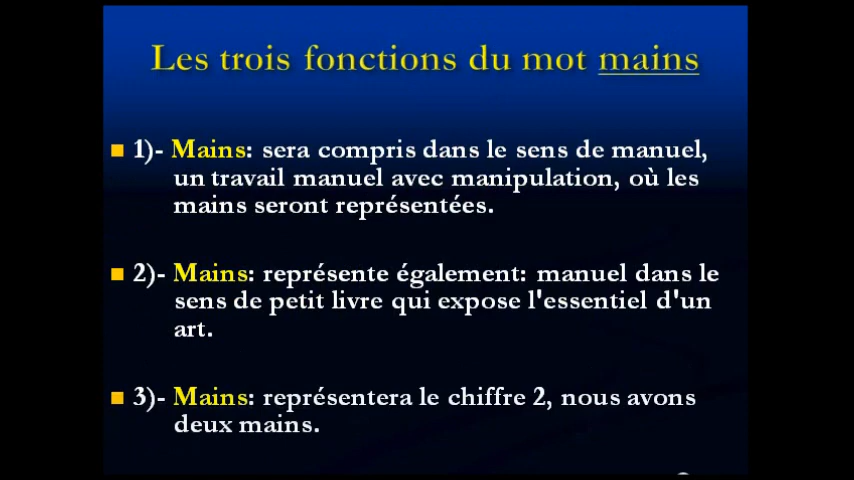 Les trois fonctions du mot mains
1)- Mains: sera compris dans le sens de manuel,
un travail manuel avec manipulation, où les
mains seront représentées.
2)- Mains: représente également: manuel dans le
sens de petit livre qui expose l'essentiel d'un
art.
3)- Mains: représentera le chiffre 2, nous avons
deux mains.